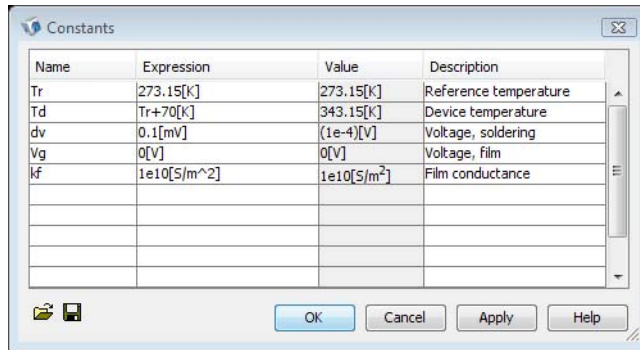 Constants
Name Expression Value Description
Tr 273.15[K] 273.15[K] Reference temperature
Td Tr+70[K] 343.15[K] Device temperature
dv 0.1[mV] (1e-4)[V] Voltage, soldering
Vg 0[V] 0[V] Voltage, film
kf 1e10[S/m^2] 1e10[S/m²] Film conductance
OK Cancel Apply Help